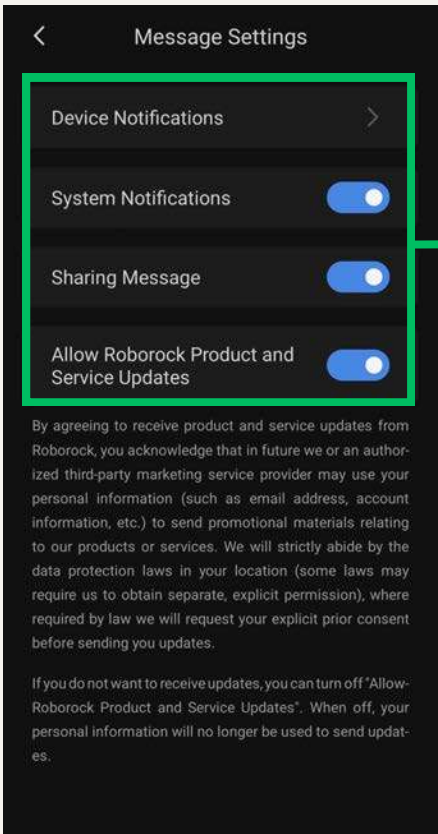 Message Settings
Device Notifications
System Notifications
Sharing Message
Allow Roborock Product and
Service Updates
By agreeing to receive product and service updates from
Roborock, you acknowledge that in future we or an author-
ized third-party marketing service provider may use your
personal information (such as email address, account
information, etc.) to send promotional materials relating
to our products or services. We will strictly abide by the
data protection laws in your location (some laws may
require us to obtain separate, explicit permission), where
required by law we will request your explicit prior consent
before sending you updates.
If you do not want to receive updates, you can turn off "Allow-
Roborock Product and Service Updates". When off, your
personal information will no longer be used to send updat-
es.